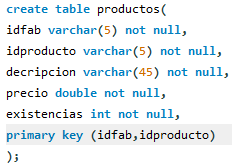 create table productos(
idfab varchar(5) not null,
idproducto varchar(5) not null,
decripcion varchar(45) not null,
precio double not null,
existencias int not null,
primary key (idfab,idproducto)
);